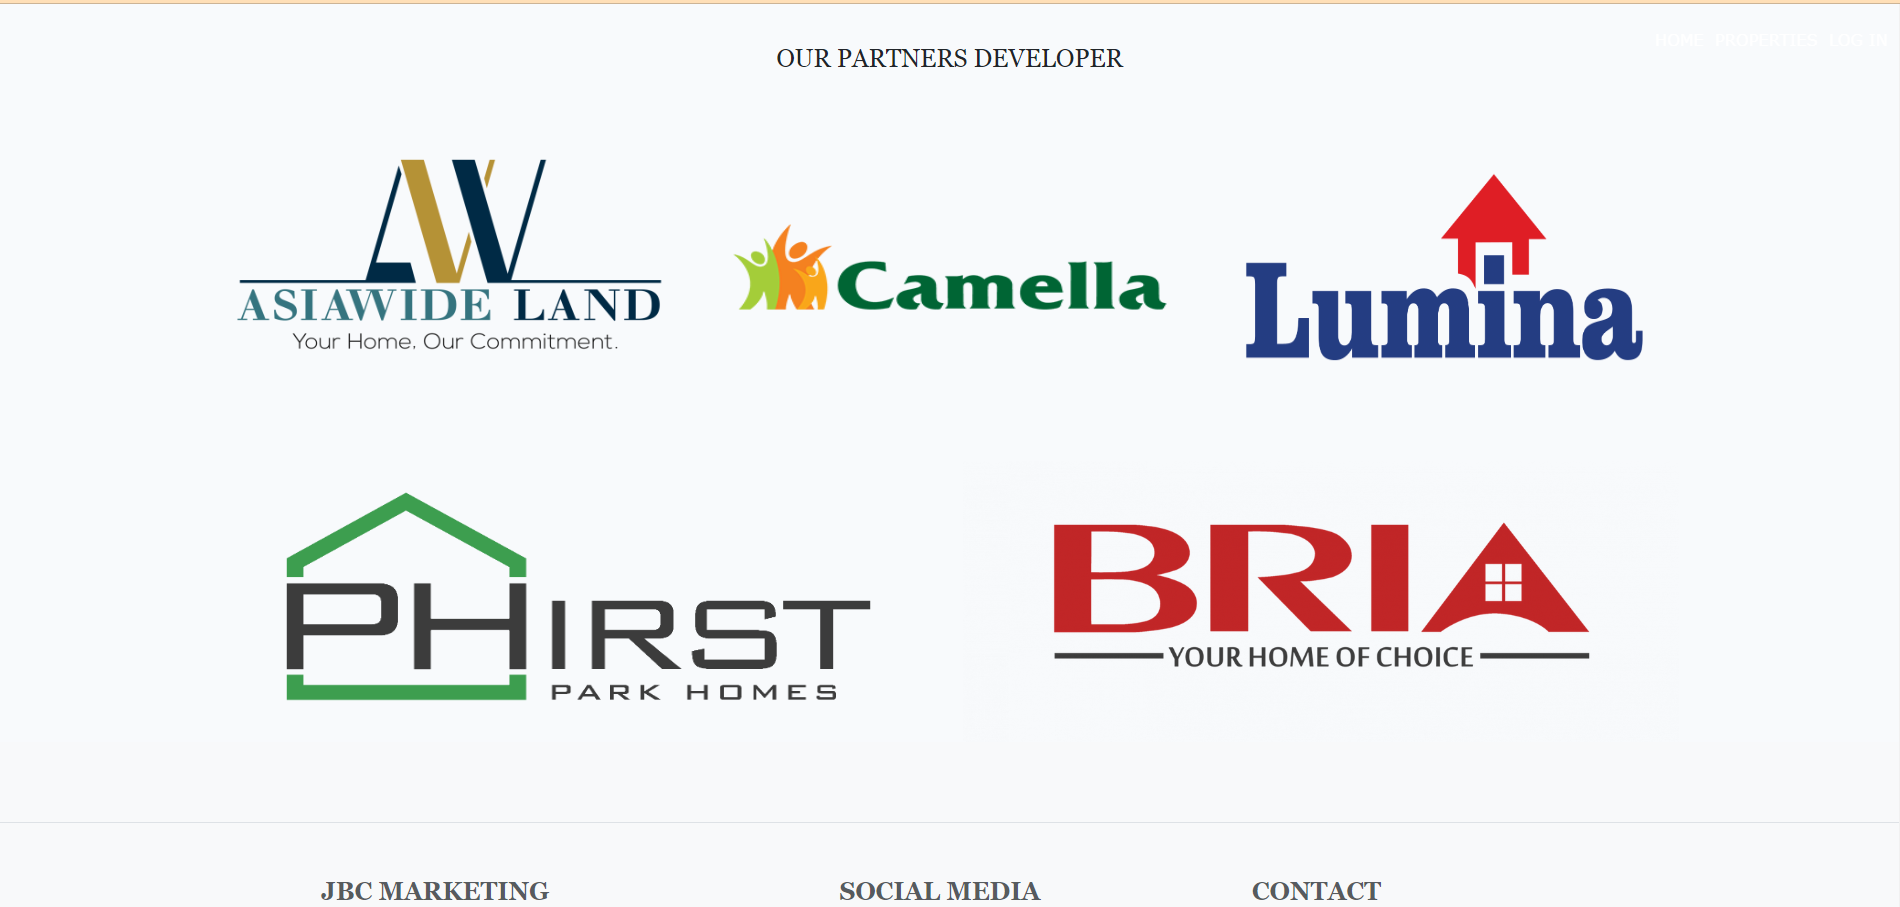 HOME PROPERTIES LOG IN
OUR PARTNERS DEVELOPER
AW
ASIAWIDE LAND
Your Home. Our Commitment.
Camella
Lumina
PHIRST
PARK HOMES
BRIA
YOUR HOME OF CHOICE
JBC MARKETING
SOCIAL MEDIA
CONTACT